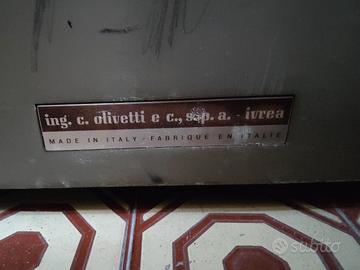 ing. c. olivetti e c., s.p.a. - ivrea
MADE IN ITALY - FABRIQUE EN ITALIE
subito